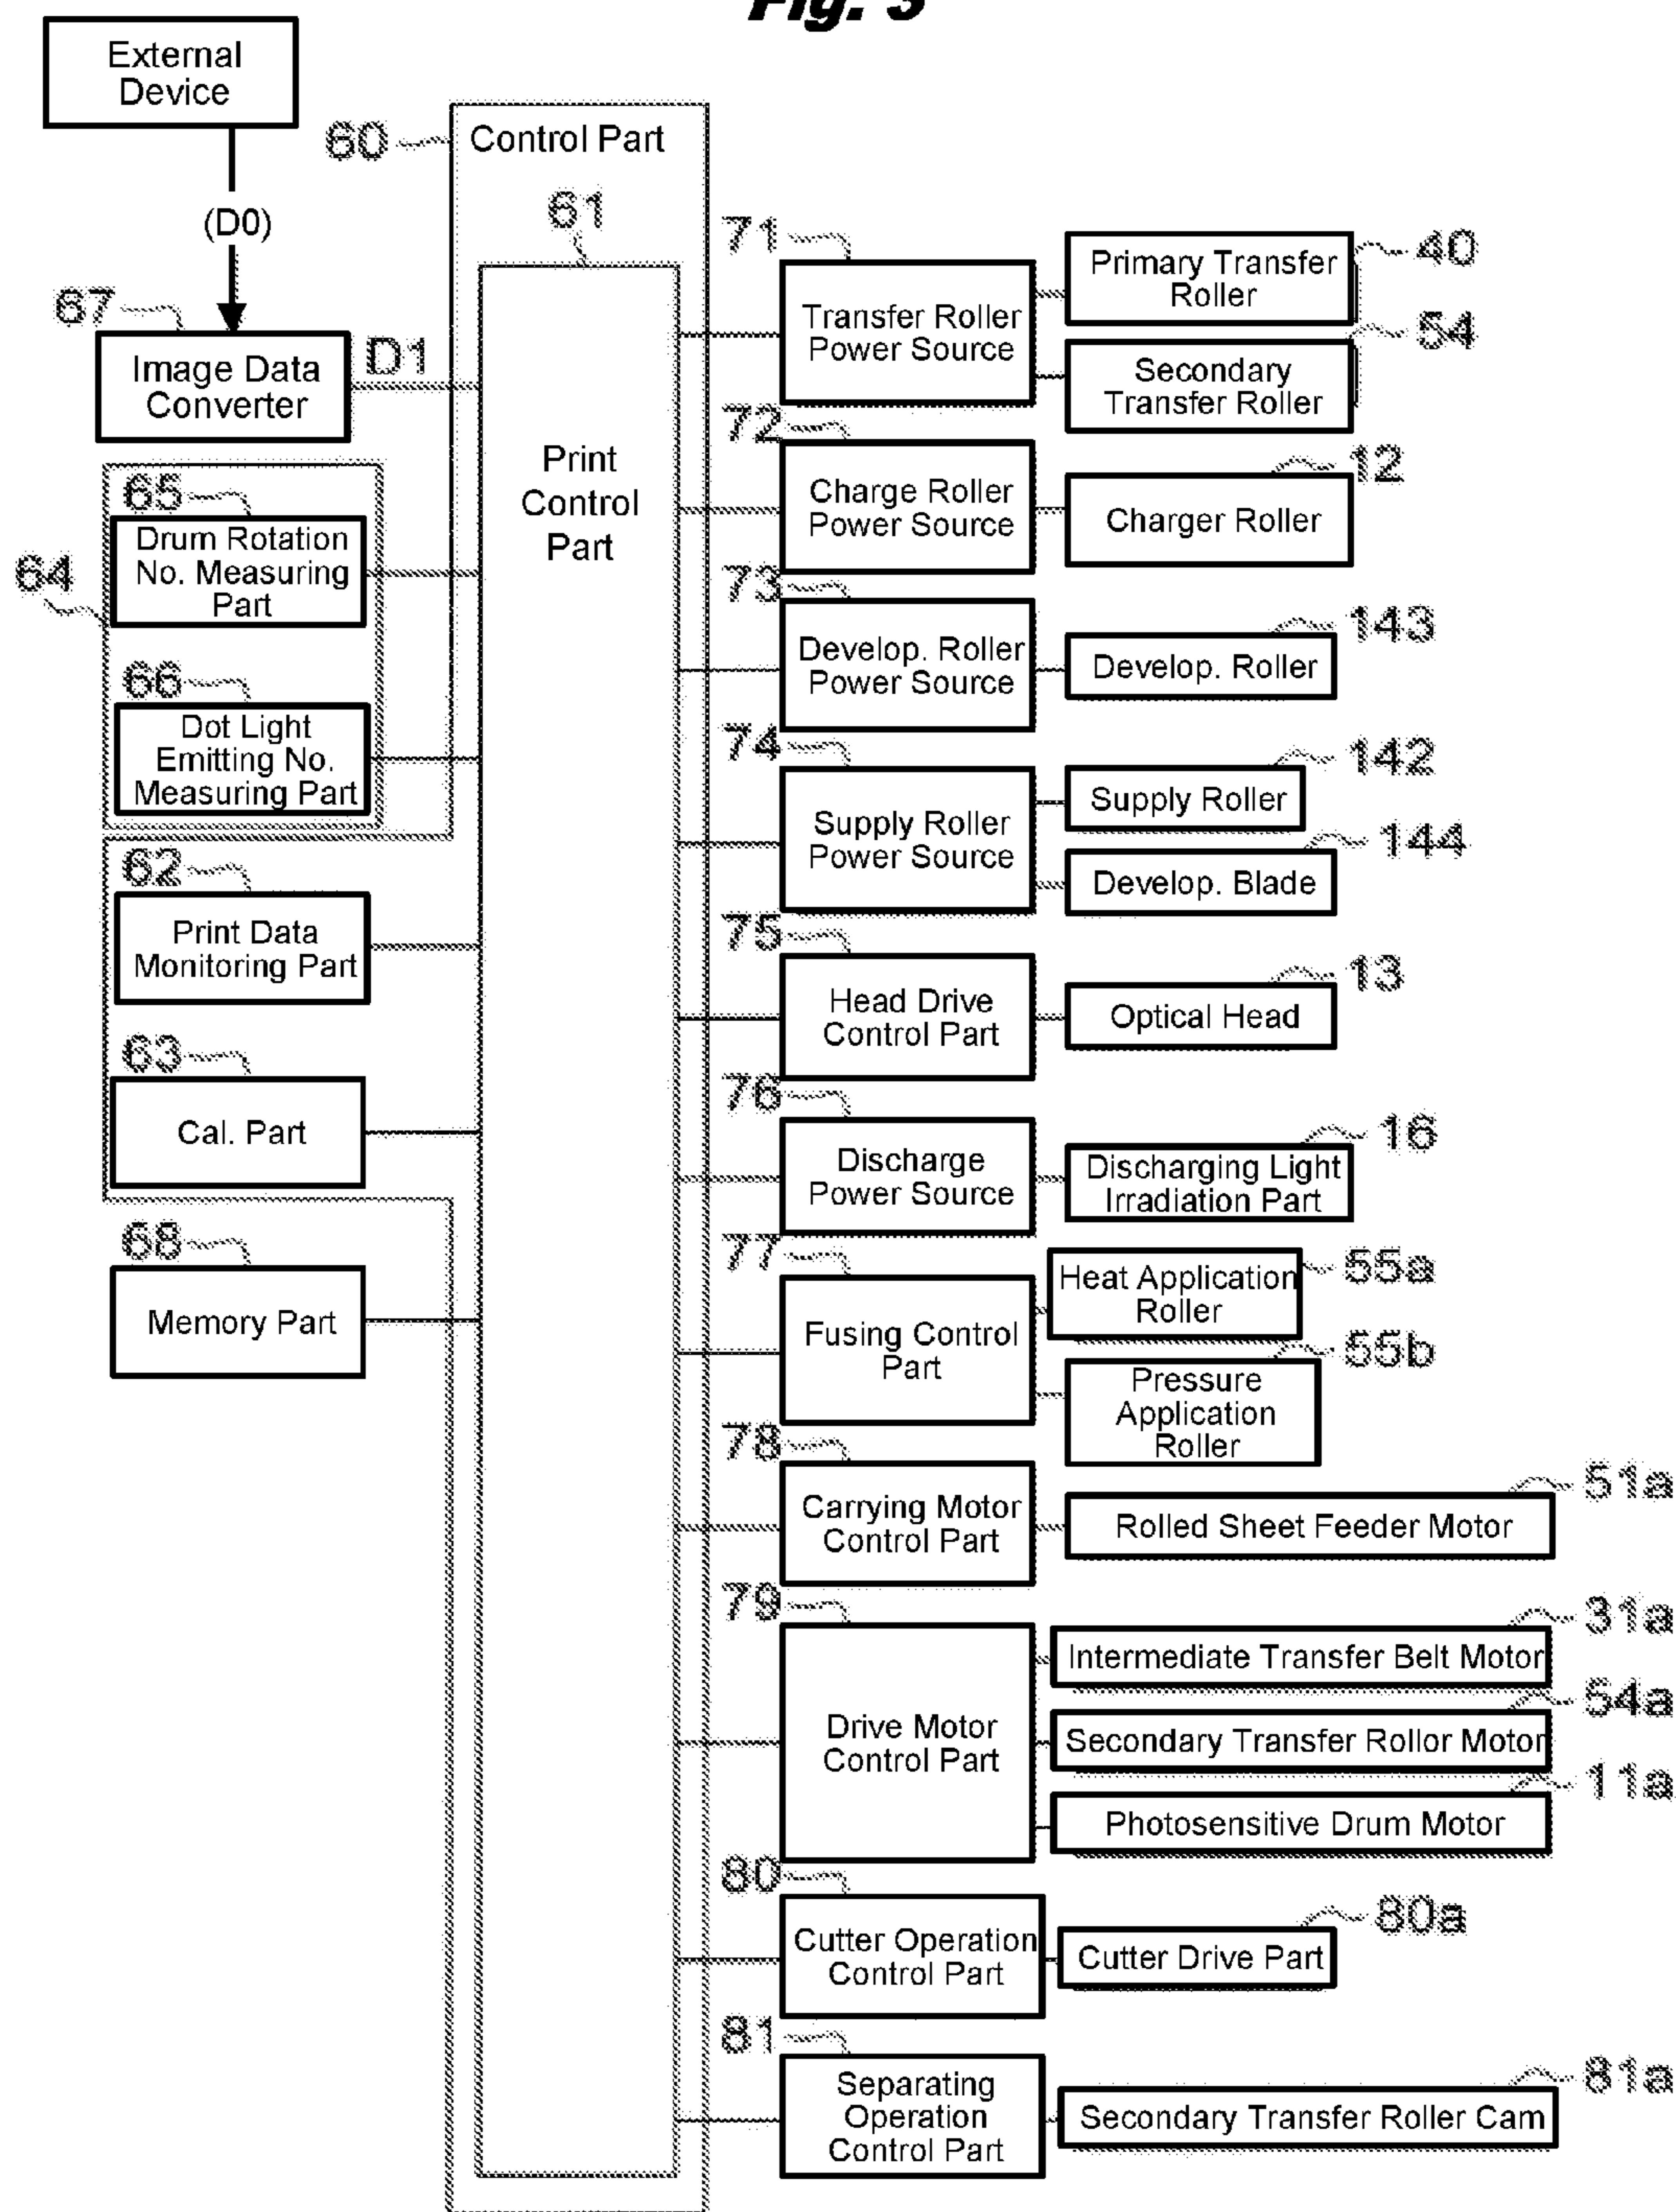 Fig. 3
External
Device
(D0)
67
Image Data
Converter
D1
60
Control Part
61
Print
Control
Part
64
65
Drum Rotation
No. Measuring
Part
66
Dot Light
Emitting No.
Measuring Part
62
Print Data
Monitoring Part
63
Cal. Part
68
Memory Part
71
Transfer Roller
Power Source
Primary Transfer
Roller
40
Secondary
Transfer Roller
54
72
Charge Roller
Power Source
Charger Roller
12
73
Develop. Roller
Power Source
Develop. Roller
143
74
Supply Roller
Power Source
Supply Roller
142
Develop. Blade
144
75
Head Drive
Control Part
Optical Head
13
76
Discharge
Power Source
Discharging Light
Irradiation Part
16
77
Fusing Control
Part
Heat Application
Roller
55a
Pressure
Application
Roller
55b
78
Carrying Motor
Control Part
Rolled Sheet Feeder Motor
51a
79
Drive Motor
Control Part
Intermediate Transfer Belt Motor
31a
Secondary Transfer Rollor Motor
54a
Photosensitive Drum Motor
11a
80
Cutter Operation
Control Part
Cutter Drive Part
80a
81
Separating
Operation
Control Part
Secondary Transfer Roller Cam
81a